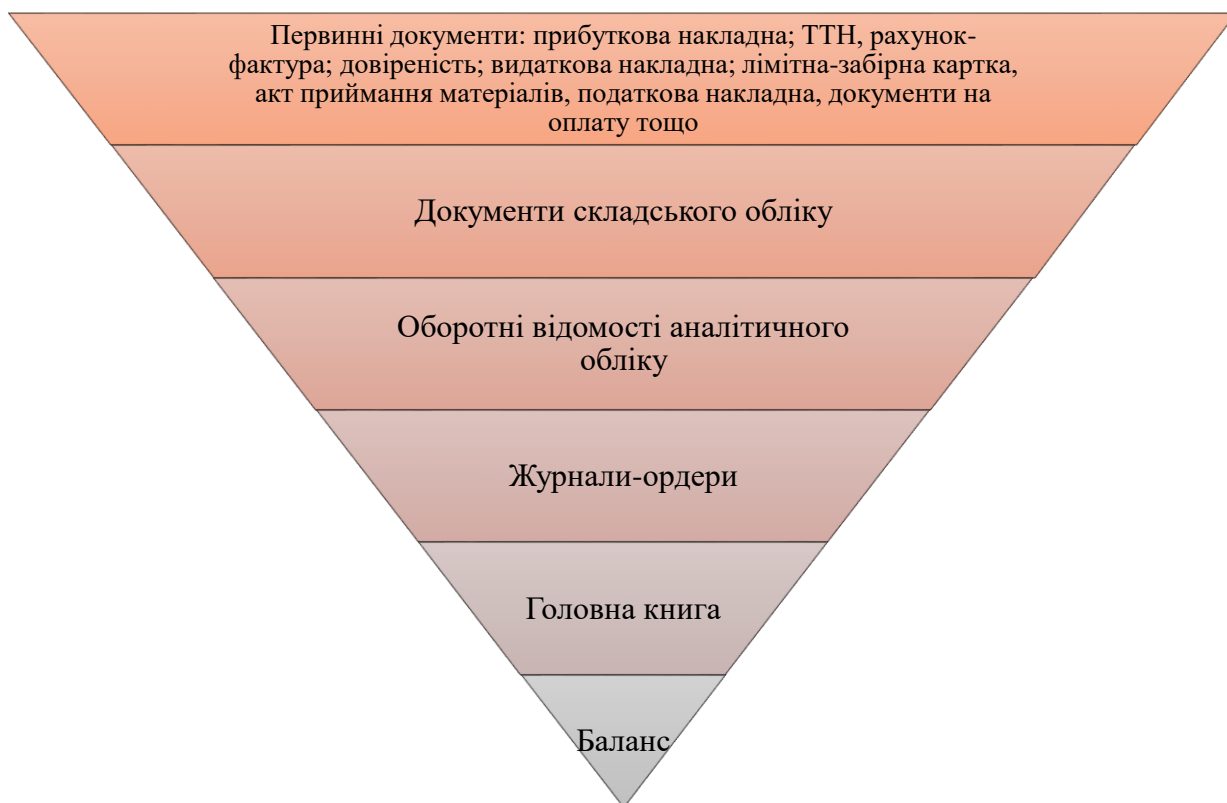 Первинні документи: прибуткова накладна; ТТН, рахунок-
фактура; довіреність; видаткова накладна; лімітна-забірна картка,
акт приймання матеріалів, податкова накладна, документи на
оплату тощо
Документи складського обліку
Оборотні відомості аналітичного
обліку
Журнали-ордери
Головна книга
Баланс